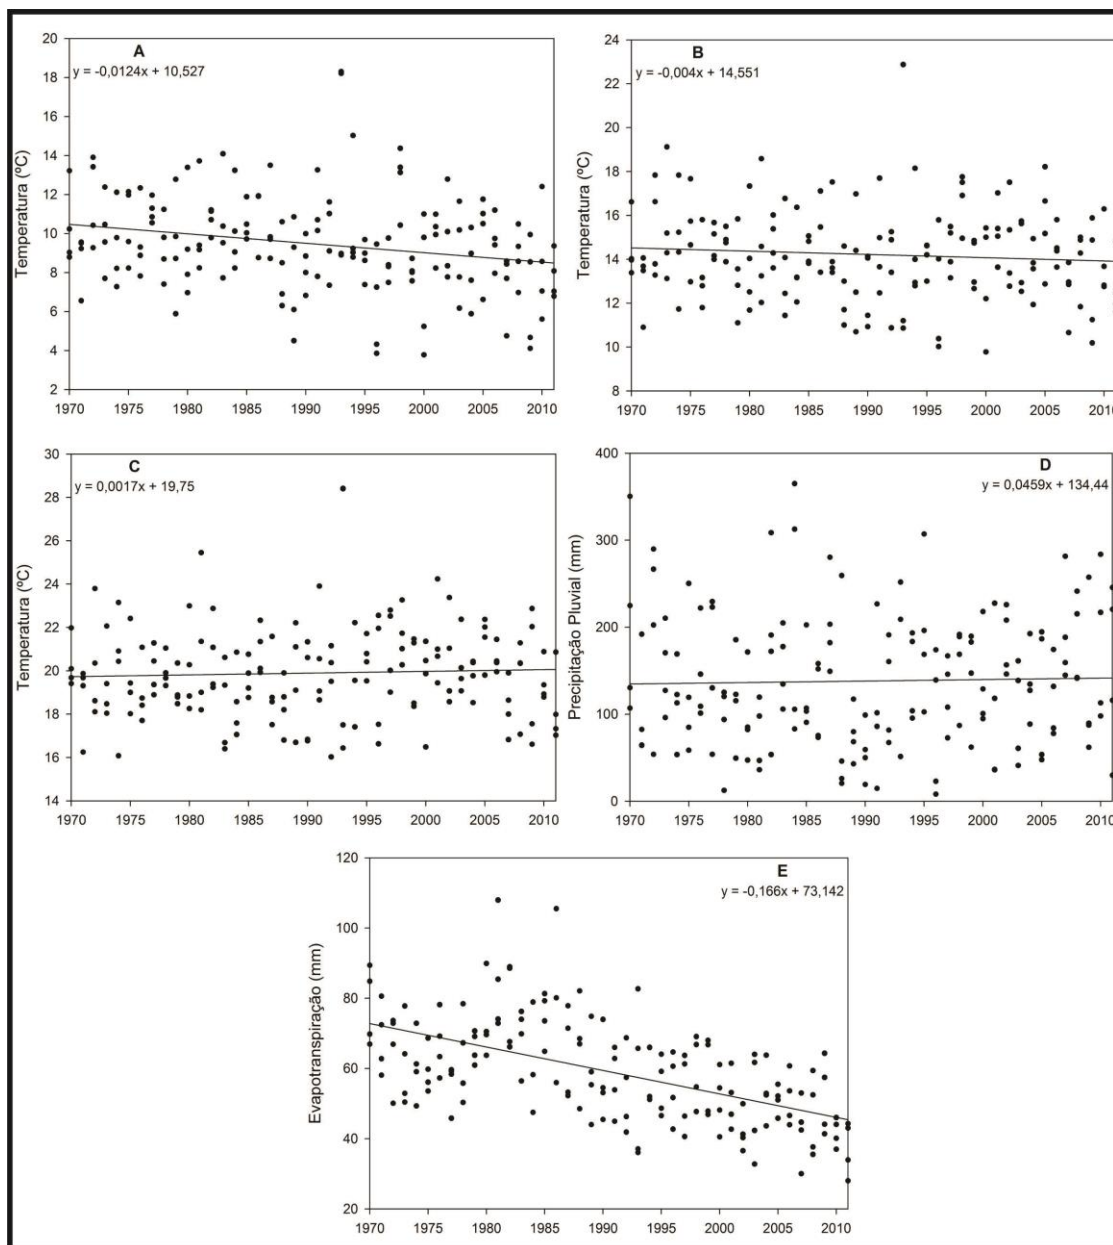 A
y = -0,0124x + 10,527
Temperatura (ºC)
20
18
16
14
12
10
8
6
4
2
1970 1975 1980 1985 1990 1995 2000 2005 2010
B
y = -0,004x + 14,551
Temperatura (ºC)
24
22
20
18
16
14
12
10
8
1970 1975 1980 1985 1990 1995 2000 2005 2010
C
y = 0,0017x + 19,75
Temperatura (ºC)
30
28
26
24
22
20
18
16
14
1970 1975 1980 1985 1990 1995 2000 2005 2010
D
y = 0,0459x + 134,44
Precipitação Pluvial (mm)
400
300
200
100
0
1970 1975 1980 1985 1990 1995 2000 2005 2010
E
y = -0,166x + 73,142
Evapotranspiração (mm)
120
100
80
60
40
20
1970 1975 1980 1985 1990 1995 2000 2005 2010